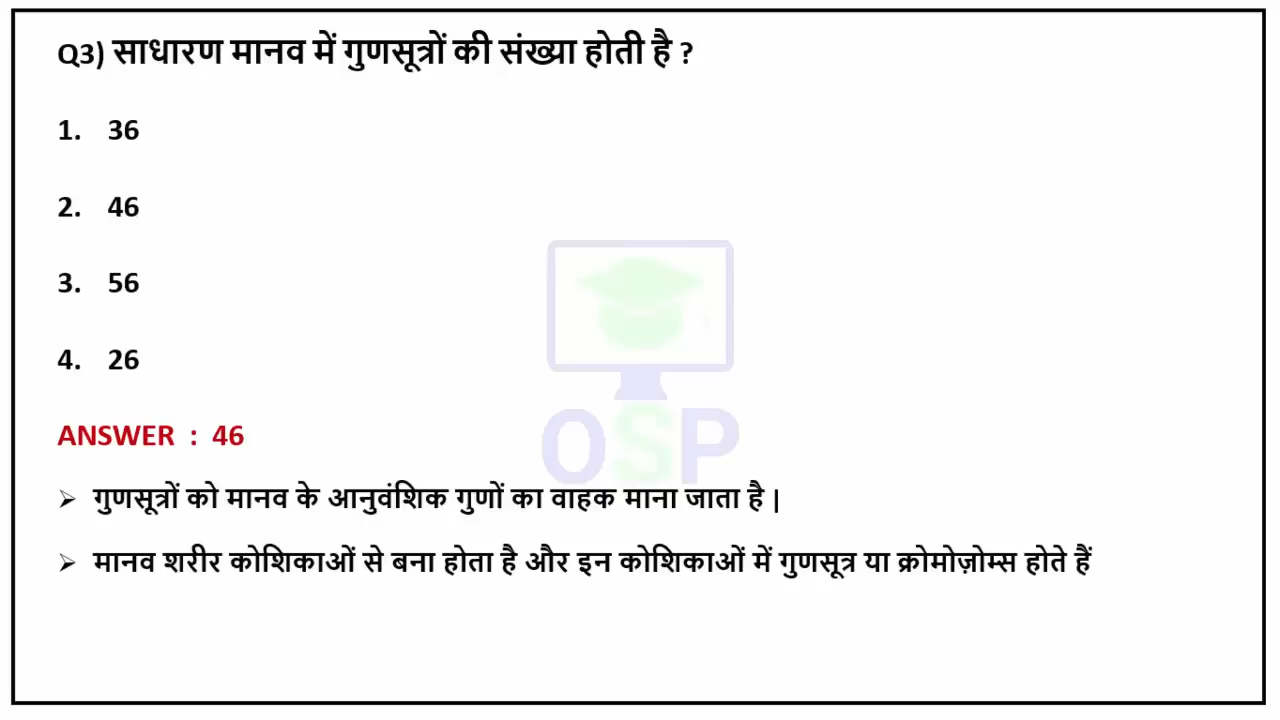 Q3) साधारण मानव में गुणसूत्रों की संख्या होती है ?
1. 36
2. 46
3. 56
4. 26
ANSWER : 46
➢ गुणसूत्रों को मानव के आनुवंशिक गुणों का वाहक माना जाता है |
➢ मानव शरीर कोशिकाओं से बना होता है और इन कोशिकाओं में गुणसूत्र या क्रोमोज़ोम्स होते हैं
OSP